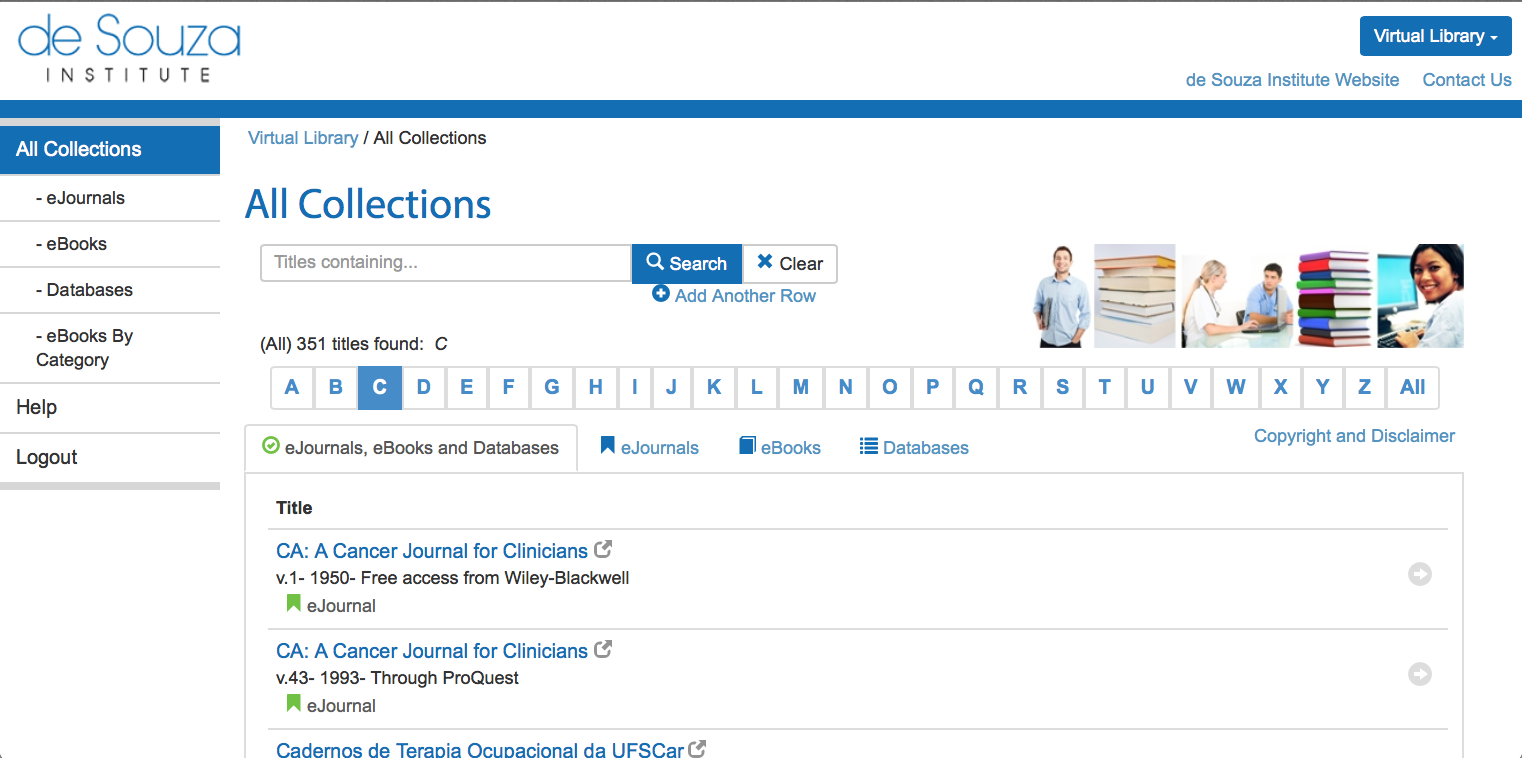 de Souza
INSTITUTE
Virtual Library
de Souza Institute Website Contact Us
All Collections
- eJournals
- eBooks
- Databases
- eBooks By
Category
Help
Logout
Virtual Library / All Collections
All Collections
Titles containing...
Search
Clear
Add Another Row
(All) 351 titles found: C
A B C D E F G H I J K L M N O P Q R S T U V W X Y Z All
eJournals, eBooks and Databases eJournals eBooks Databases
Copyright and Disclaimer
Title
CA: A Cancer Journal for Clinicians
v.1- 1950- Free access from Wiley-Blackwell
eJournal
CA: A Cancer Journal for Clinicians
v.43- 1993- Through ProQuest
eJournal
Cadernos de Terapia Ocupacional da UFSCar